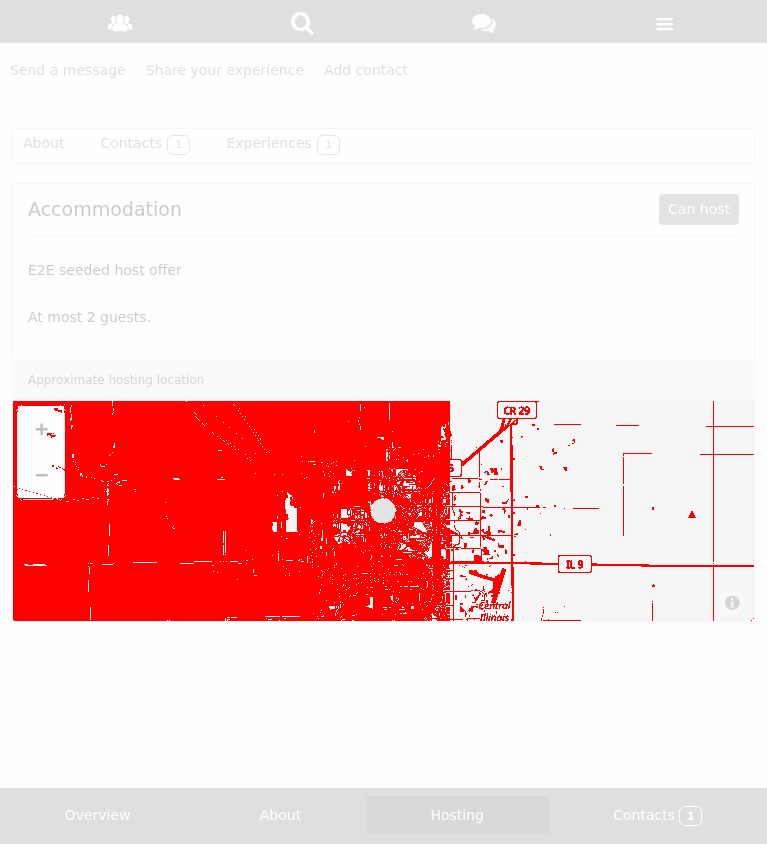 Send a message Share your experience Add contact
About Contacts 1 Experiences 1
Accommodation Can host
E2E seeded host offer
At most 2 guests.
Approximate hosting location
CR 29
+
−
IL 9
Central
Illinois
Overview About Hosting Contacts 1